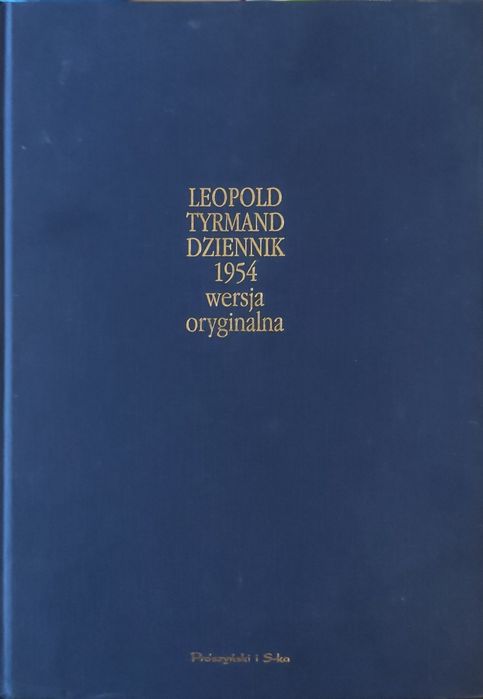 LEOPOLD
TYRMAND
DZIENNIK
1954
wersja
oryginalna
Prószyński i S-ka